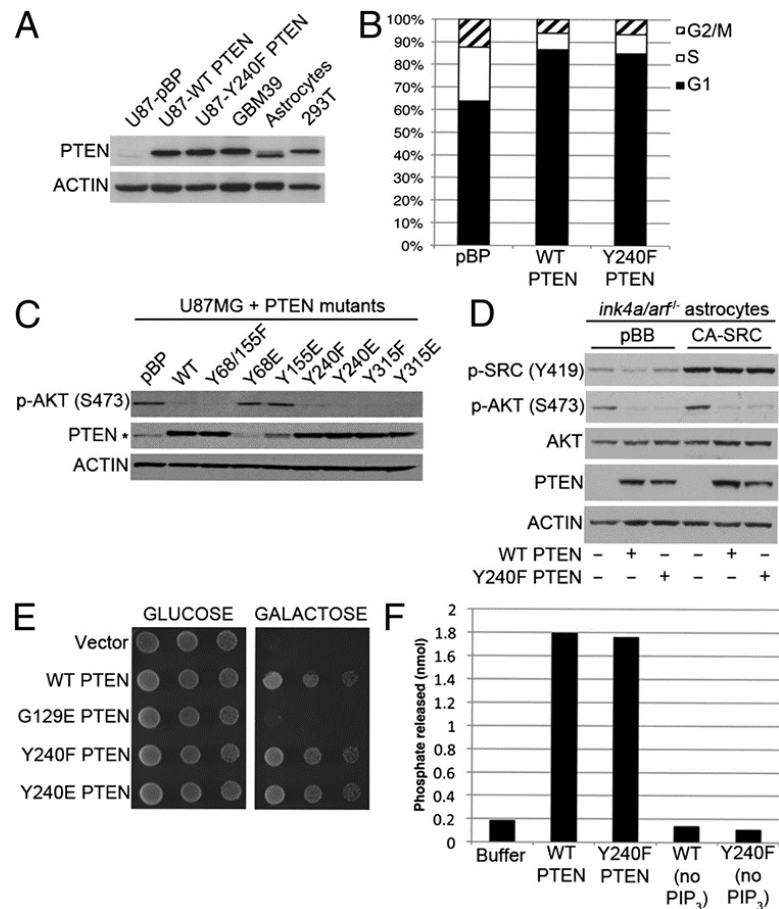 A
U87-pBP
U87-WT PTEN
U87-Y240F PTEN
GBM39
Astrocytes
293T
PTEN
ACTIN
B
100%
90%
80%
70%
60%
50%
40%
30%
20%
10%
0%
pBP
WT
PTEN
Y240F
PTEN
G2/M
S
G1
C
U87MG + PTEN mutants
pBP
WT
Y68/155F
Y68E
Y155E
Y240F
Y240E
Y315F
Y315E
p-AKT (S473)
PTEN *
ACTIN
D
ink4a/arf-/- astrocytes
pBB CA-SRC
p-SRC (Y419)
p-AKT (S473)
AKT
PTEN
ACTIN
WT PTEN – + – – + –
Y240F PTEN – – + – – +
E
GLUCOSE GALACTOSE
Vector
WT PTEN
G129E PTEN
Y240F PTEN
Y240E PTEN
F
Phosphate released (nmol)
2
1.8
1.6
1.4
1.2
1
0.8
0.6
0.4
0.2
0
Buffer
WT
PTEN
Y240F
PTEN
WT
(no
PIP3)
Y240F
(no
PIP3)